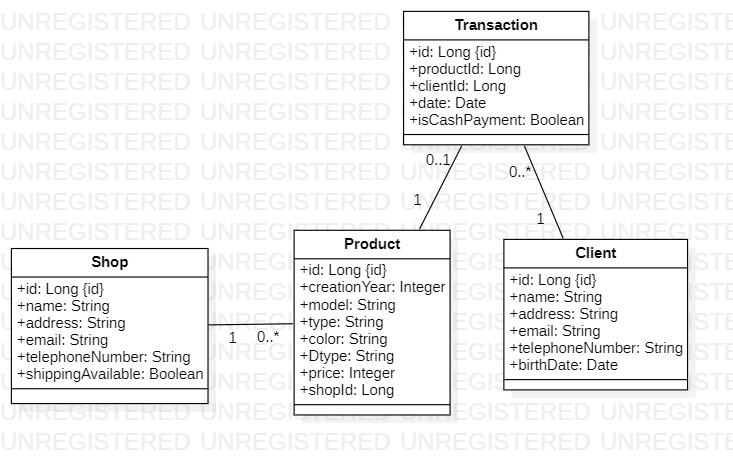 Transaction
+id: Long {id}
+productId: Long
+clientId: Long
+date: Date
+isCashPayment: Boolean
0..1
0..*
1
1
Shop
+id: Long {id}
+name: String
+address: String
+email: String
+telephoneNumber: String
+shippingAvailable: Boolean
1
0..*
Product
+id: Long {id}
+creationYear: Integer
+model: String
+type: String
+color: String
+Dtype: String
+price: Integer
+shopId: Long
Client
+id: Long {id}
+name: String
+address: String
+email: String
+telephoneNumber: String
+birthDate: Date
UNREGISTERED UNREGISTERED UNREGISTERED UNREGISTERED